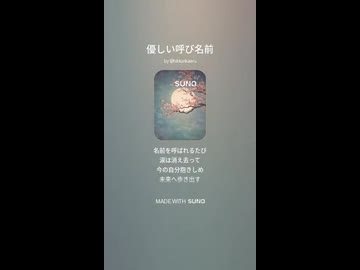 優しい呼び名前
SUNO
名前を呼ばれるたび
涙は消え去って
今の自分抱きしめ
未来へ歩き出す
MADE WITH SUNO